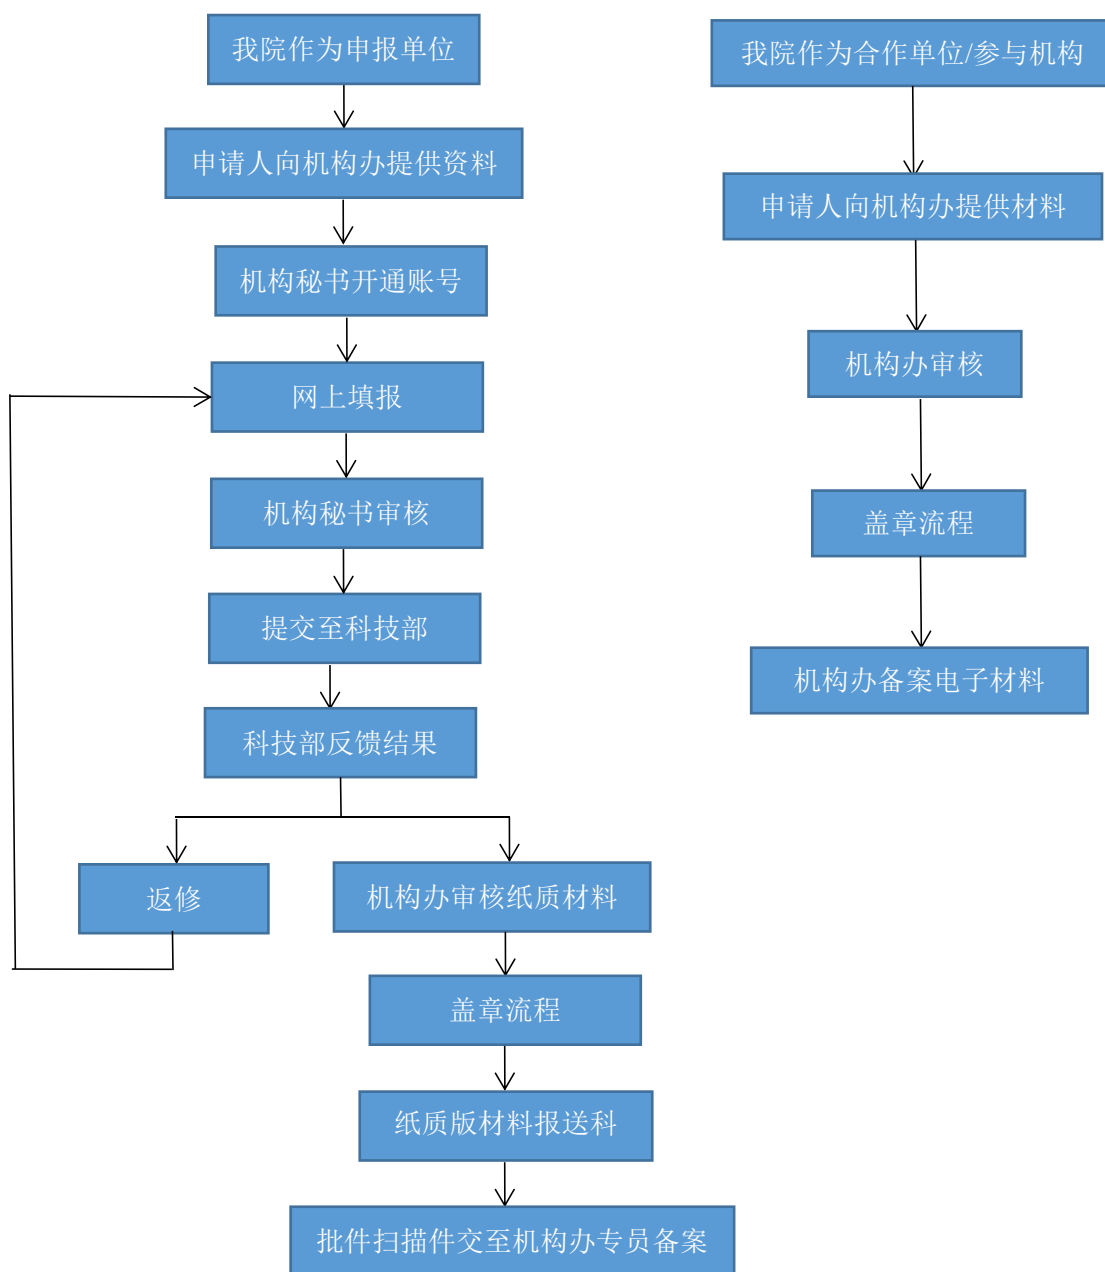 我院作为申报单位
申请人向机构办提供资料
机构秘书开通账号
网上填报
机构秘书审核
提交至科技部
科技部反馈结果
返修
机构办审核纸质材料
盖章流程
纸质版材料报送科
批件扫描件交至机构办专员备案
我院作为合作单位/参与机构
申请人向机构办提供材料
机构办审核
盖章流程
机构办备案电子材料